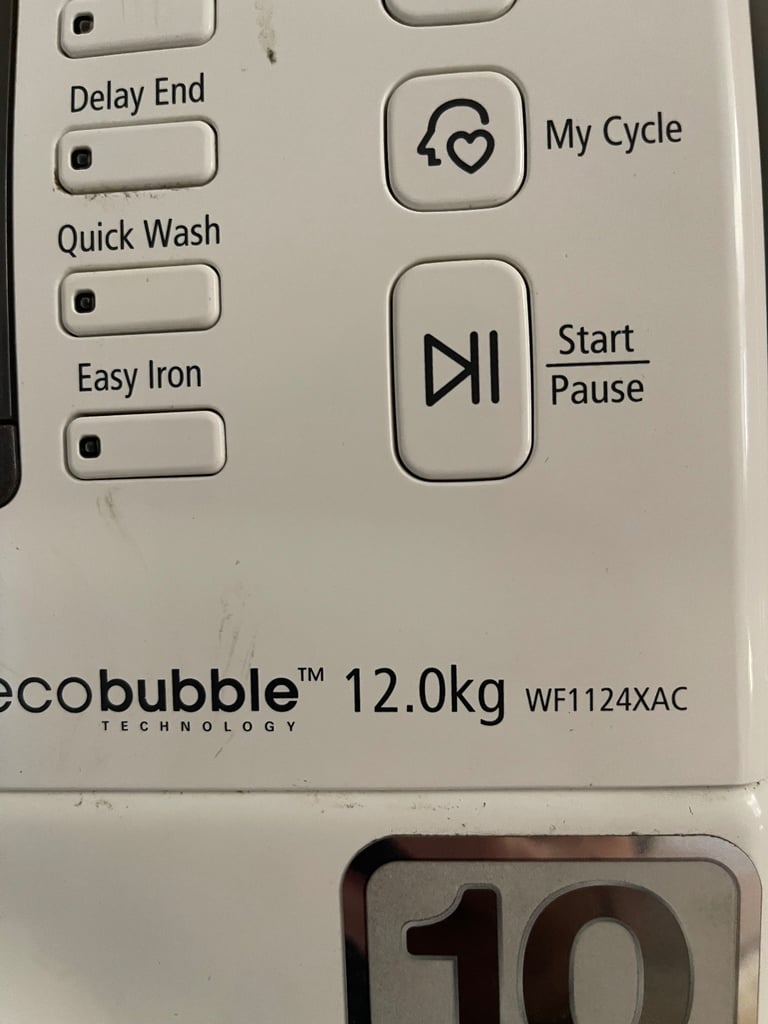 Delay End
My Cycle
Quick Wash
Start
Pause
Easy Iron
ecobubble™ 12.0kg WF1124XAC
TECHNOLOGY
10